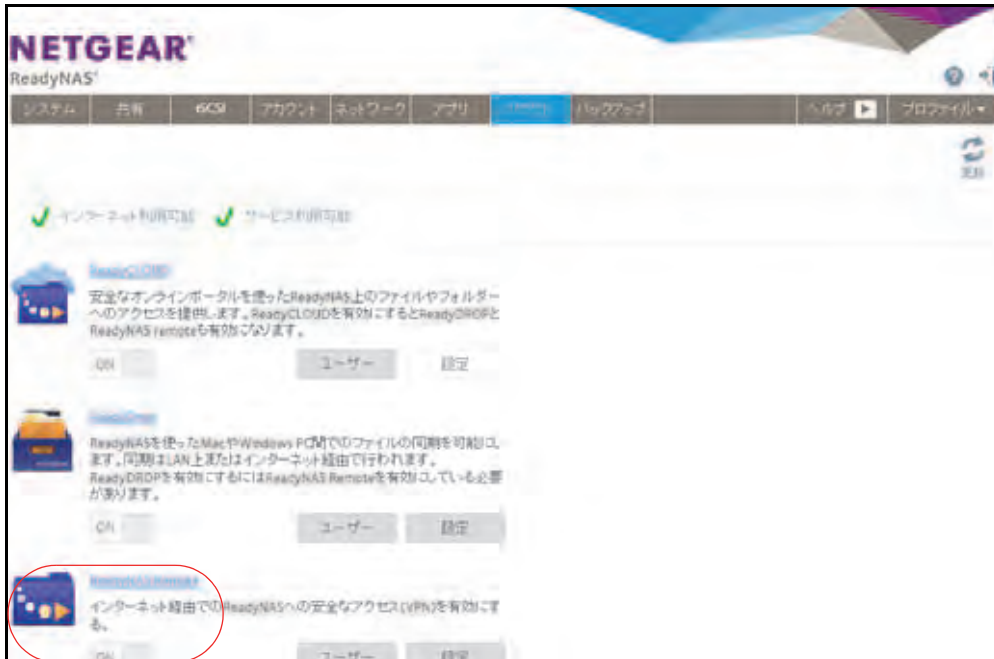 NETGEAR
ReadyNAS
システム 共有 iSCSI アカウント ネットワーク アプリ バックアップ ヘルプ プロファイル
更新
インターネット利用可能 サービス利用可能
ReadyCLOUD
安全なオンラインポータルを使ったReadyNAS上のファイルやフォルダー
へのアクセスを提供します。ReadyCLOUDを有効にするとReadyDROPと
ReadyNAS remoteも有効になります。
ON ユーザー 設定
ReadyDrop
ReadyNASを使ったMacやWindows PC間でのファイルの同期を可能にし
ます。同期はLAN上またはインターネット経由で行われます。
ReadyDROPを有効にするにはReadyNAS Remoteを有効にしている必要
があります。
ON ユーザー 設定
ReadyNAS Remote
インターネット経由でのReadyNASへの安全なアクセス(VPN)を有効にす
る。
ON ユーザー 設定